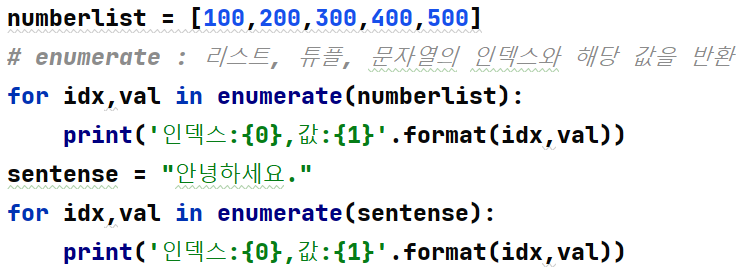 numberlist = [100,200,300,400,500]
# enumerate : 리스트, 튜플, 문자열의 인덱스와 해당 값을 반환
for idx,val in enumerate(numberlist):
    print('인덱스:{0},값:{1}'.format(idx,val))
sentense = "안녕하세요."
for idx,val in enumerate(sentense):
    print('인덱스:{0},값:{1}'.format(idx,val))